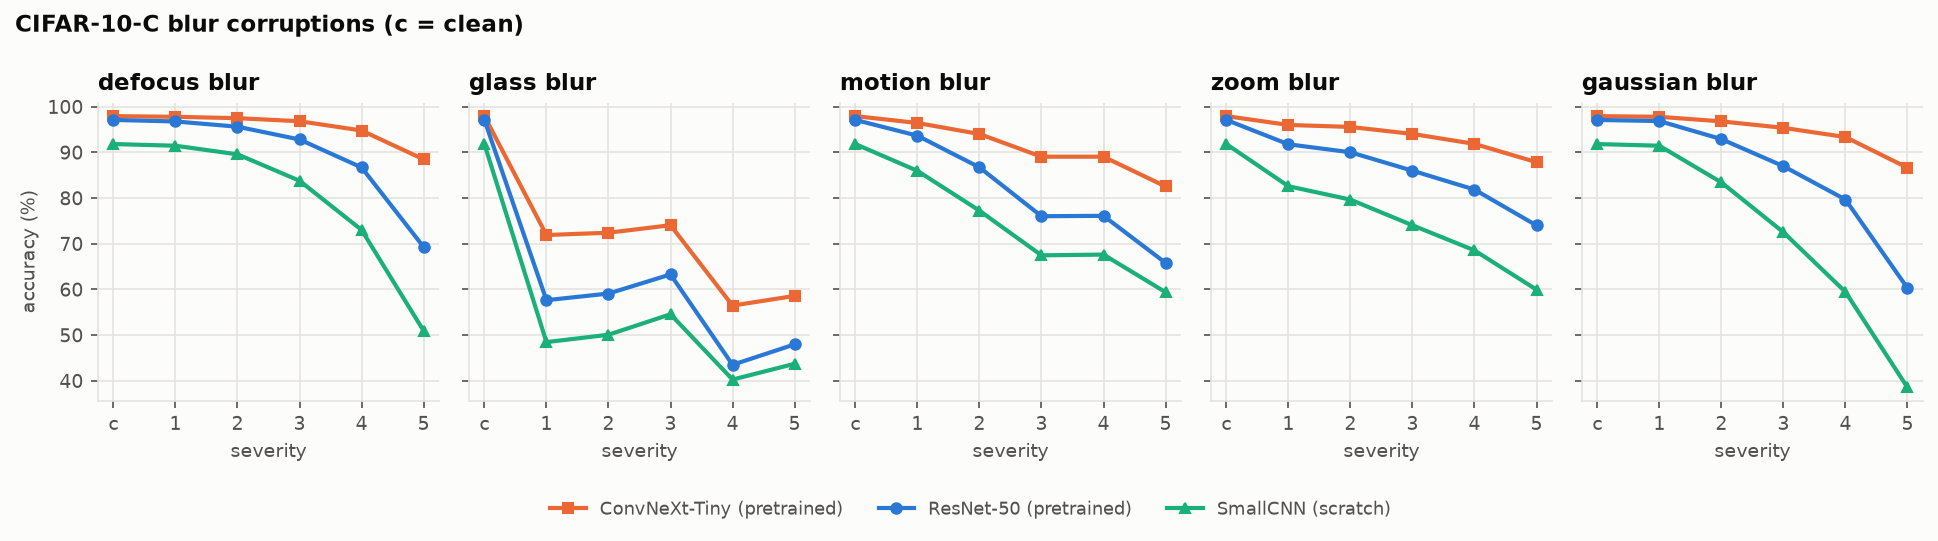 CIFAR-10-C blur corruptions (c = clean)
defocus blur
glass blur
motion blur
zoom blur
gaussian blur
accuracy (%)
100
90
80
70
60
50
40
c 1 2 3 4 5
c 1 2 3 4 5
c 1 2 3 4 5
c 1 2 3 4 5
c 1 2 3 4 5
severity
severity
severity
severity
severity
ConvNeXt-Tiny (pretrained)
ResNet-50 (pretrained)
SmallCNN (scratch)